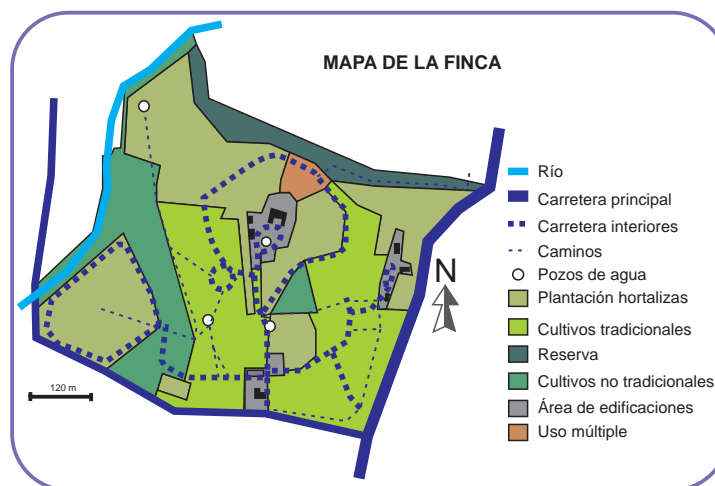 MAPA DE LA FINCA
Río
Carretera principal
Carretera interiores
Caminos
Pozos de agua
Plantación hortalizas
Cultivos tradicionales
Reserva
Cultivos no tradicionales
Área de edificaciones
Uso múltiple
N
120 m